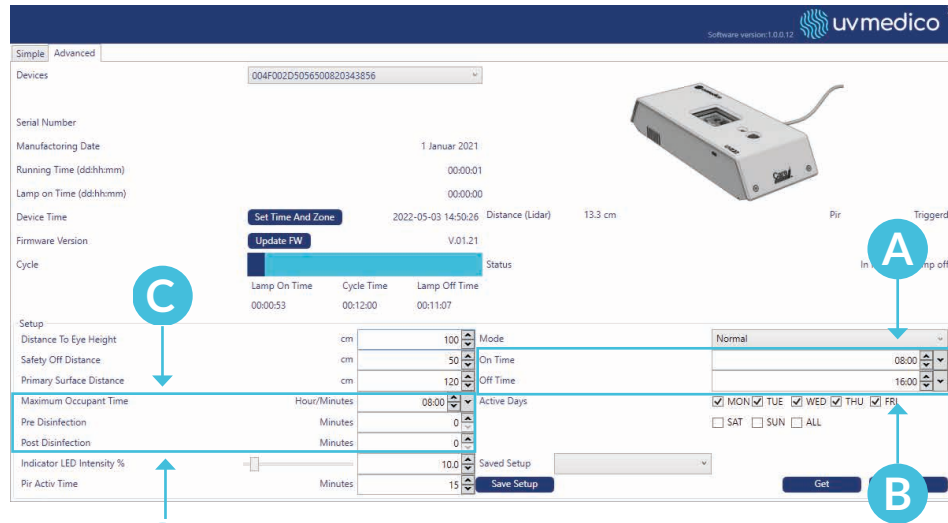 Software version:1.0.0.12 uvmedico
Simple Advanced
Devices 004F002D5056500820343856
Serial Number
Manufactoring Date 1 Januar 2021
Running Time (dd:hh:mm) 00:00:01
Lamp on Time (dd:hh:mm) 00:00:00
Device Time Set Time And Zone 2022-05-03 14:50:26 Distance (Lidar) 13.3 cm Pir Triggerd
Firmware Version Update FW V.01.21
A
Cycle Status In mp off
C
Lamp On Time Cycle Time Lamp Off Time
00:00:53 00:12:00 00:11:07
Setup
Distance To Eye Height cm 100 Mode Normal
Safety Off Distance cm 50 On Time 08:00
Primary Surface Distance cm 120 Off Time 16:00
Maximum Occupant Time Hour/Minutes 08:00 Active Days MON TUE WED THU FRI
Pre Disinfection Minutes 0 SAT SUN ALL
Post Disinfection Minutes 0
Indicator LED Intensity % 10.0 Saved Setup
Pir Activ Time Minutes 15 Save Setup Get
B